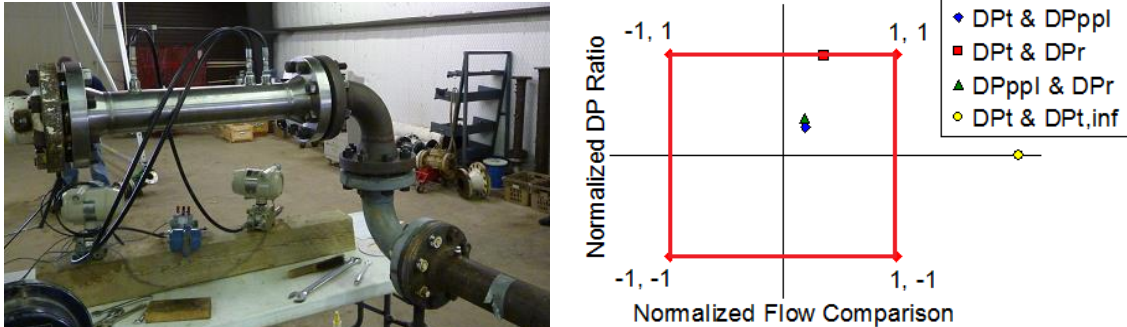 -1, 1
1, 1
Normalized DP Ratio
-1, -1
1, -1
Normalized Flow Comparison
DPt & DPppl
DPt & DPr
DPppl & DPr
DPt & DPt,inf